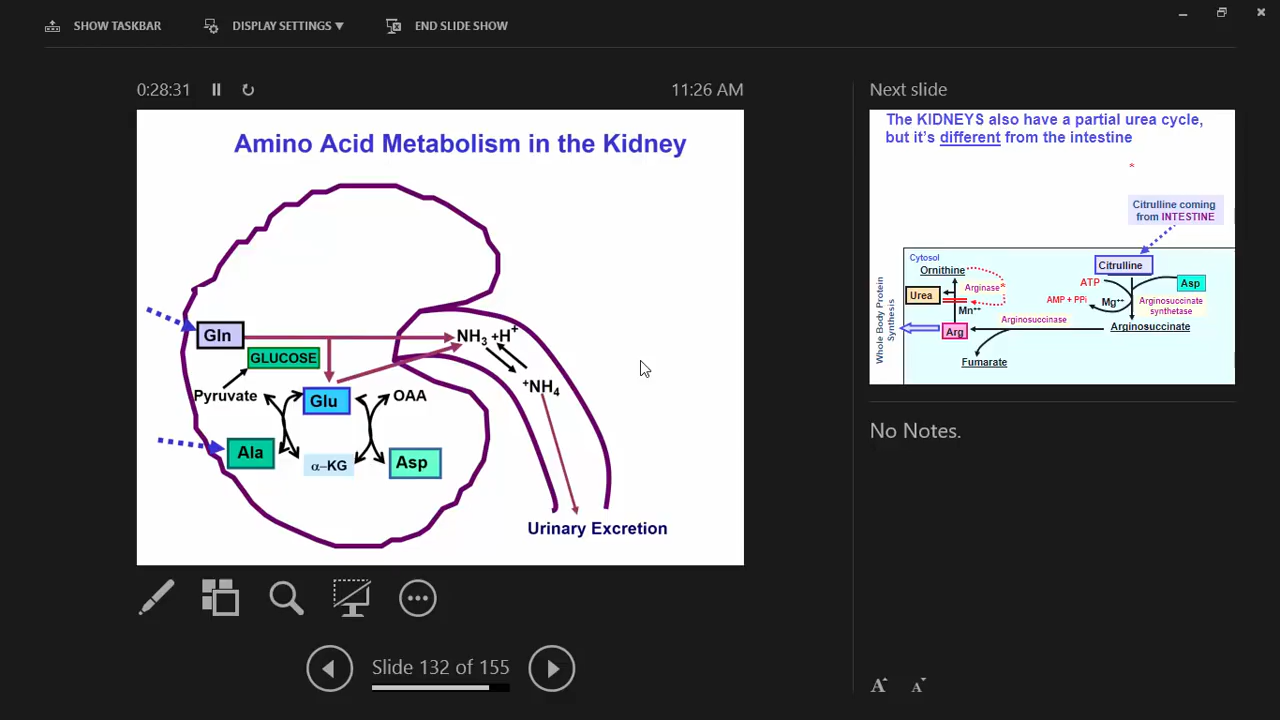 SHOW TASKBAR
DISPLAY SETTINGS ▼
END SLIDE SHOW
0:28:31
11:26 AM
Amino Acid Metabolism in the Kidney
Gln
GLUCOSE
NH3 +H+
+NH4
Pyruvate
Glu
OAA
Ala
α–KG
Asp
Urinary Excretion
Slide 132 of 155
Next slide
The KIDNEYS also have a partial urea cycle,
but it's different from the intestine
*
Citrulline coming
from INTESTINE
Cytosol
Ornithine
Citrulline
Urea
Arginase*
ATP
Asp
AMP + PPi
Mg++
Arginosuccinate
synthetase
Mn++
Arginosuccinase
Arg
Arginosuccinate
Fumarate
Whole Body Protein
Synthesis
No Notes.
A A